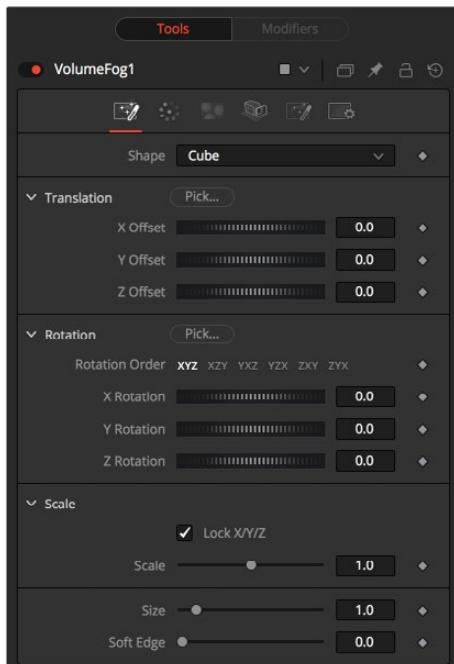 Tools Modifiers
VolumeFog1
Shape Cube
Translation Pick...
X Offset 0.0
Y Offset 0.0
Z Offset 0.0
Rotation Pick...
Rotation Order XYZ XZY YXZ YZX ZXY ZYX
X Rotation 0.0
Y Rotation 0.0
Z Rotation 0.0
Scale
Lock X/Y/Z
Scale 1.0
Size 1.0
Soft Edge 0.0